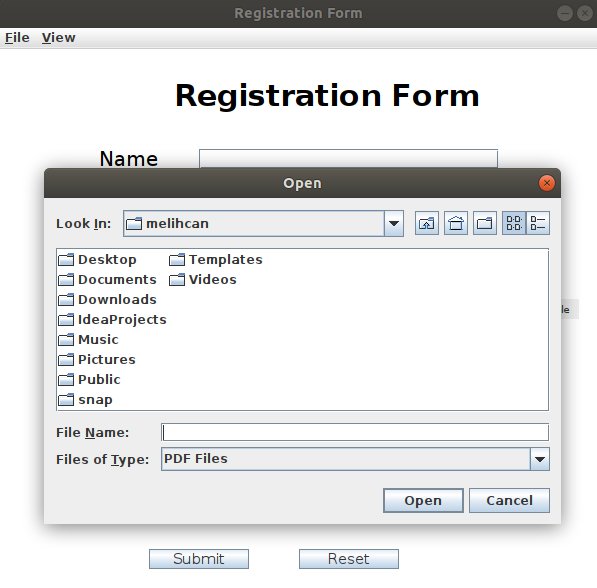 Registration Form
File View
Registration Form
Name
Open
Look In: melihcan
Desktop Templates
Documents Videos
Downloads
IdeaProjects
Music
Pictures
Public
snap
File Name:
Files of Type: PDF Files
Open Cancel
Submit Reset